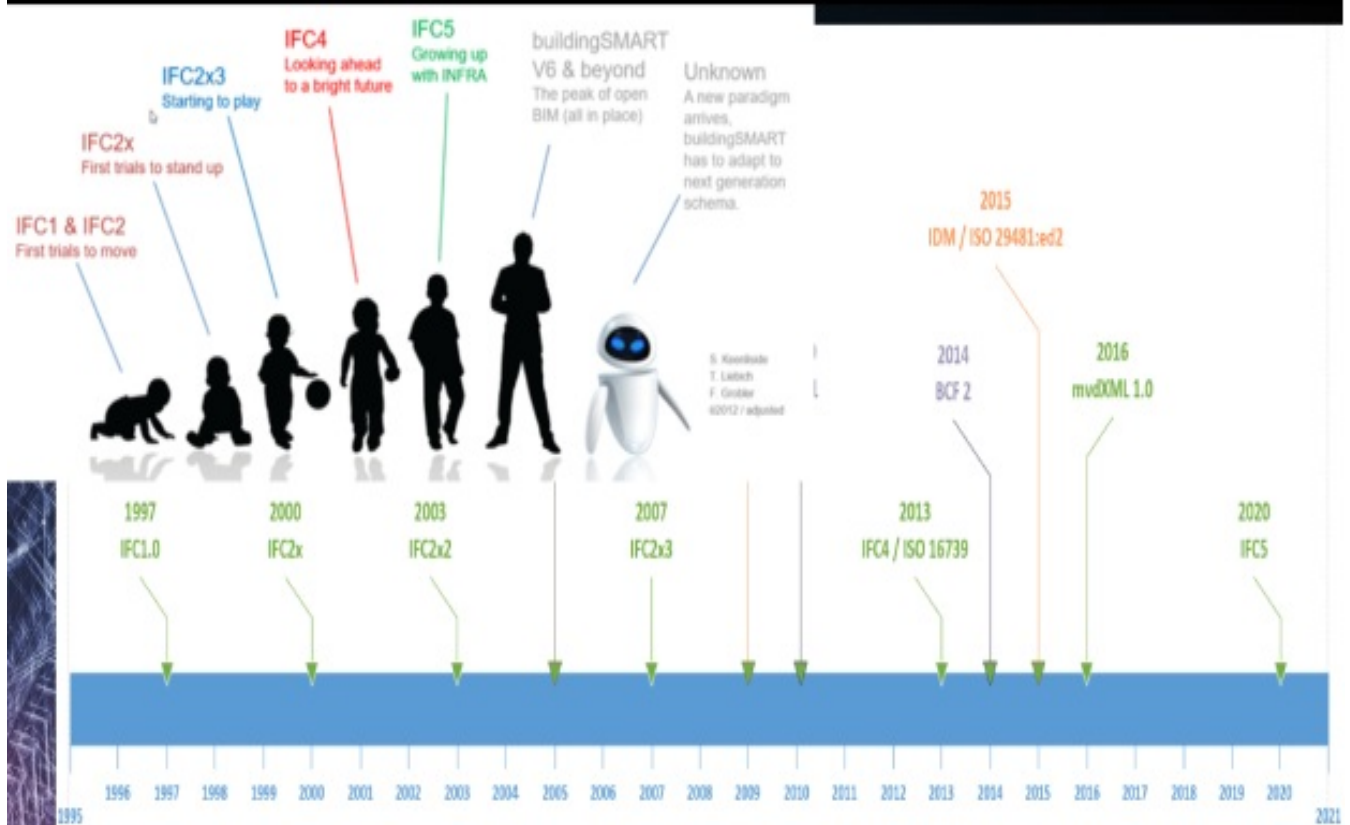 IFC1 & IFC2
First trials to move
IFC2x
First trials to stand up
IFC2x3
Starting to play
IFC4
Looking ahead
to a bright future
IFC5
Growing up
with INFRA
buildingSMART
V6 & beyond
The peak of open
BIM (all in place)
Unknown
A new paradigm
arrives,
buildingSMART
has to adapt to
next generation
schema.
T. Liebich
F. Grobler
©2012 / adjusted
2015
IDM / ISO 29481:ed2
2014
BCF 2
2016
mvdXML 1.0
1997
IFC1.0
2000
IFC2x
2003
IFC2x2
2007
IFC2x3
2013
IFC4 / ISO 16739
2020
IFC5
1995 1996 1997 1998 1999 2000 2001 2002 2003 2004 2005 2006 2007 2008 2009 2010 2011 2012 2013 2014 2015 2016 2017 2018 2019 2020 2021